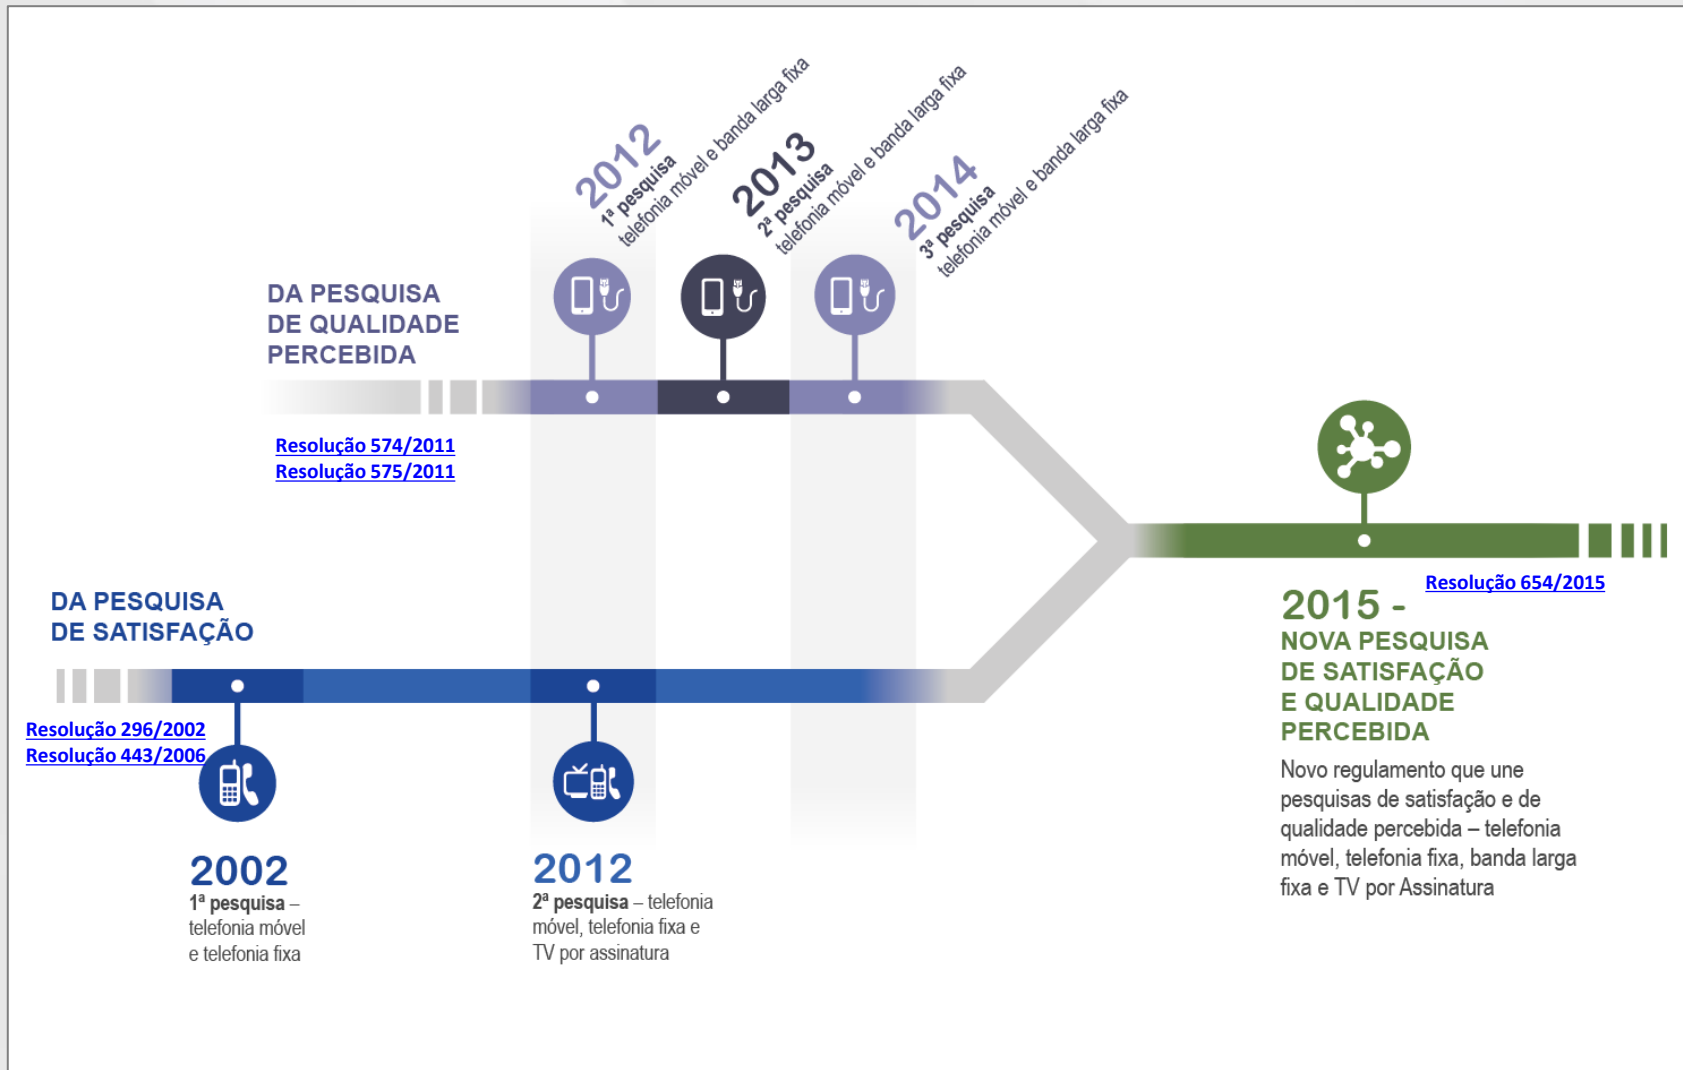 2012
1ª pesquisa
telefonia móvel e banda larga fixa
2013
2ª pesquisa
telefonia móvel e banda larga fixa
2014
3ª pesquisa
telefonia móvel e banda larga fixa
DA PESQUISA
DE QUALIDADE
PERCEBIDA
Resolução 574/2011
Resolução 575/2011
DA PESQUISA
DE SATISFAÇÃO
Resolução 296/2002
Resolução 443/2006
2002
1ª pesquisa –
telefonia móvel
e telefonia fixa
2012
2ª pesquisa – telefonia
móvel, telefonia fixa e
TV por assinatura
Resolução 654/2015
2015 -
NOVA PESQUISA
DE SATISFAÇÃO
E QUALIDADE
PERCEBIDA
Novo regulamento que une
pesquisas de satisfação e de
qualidade percebida – telefonia
móvel, telefonia fixa, banda larga
fixa e TV por Assinatura